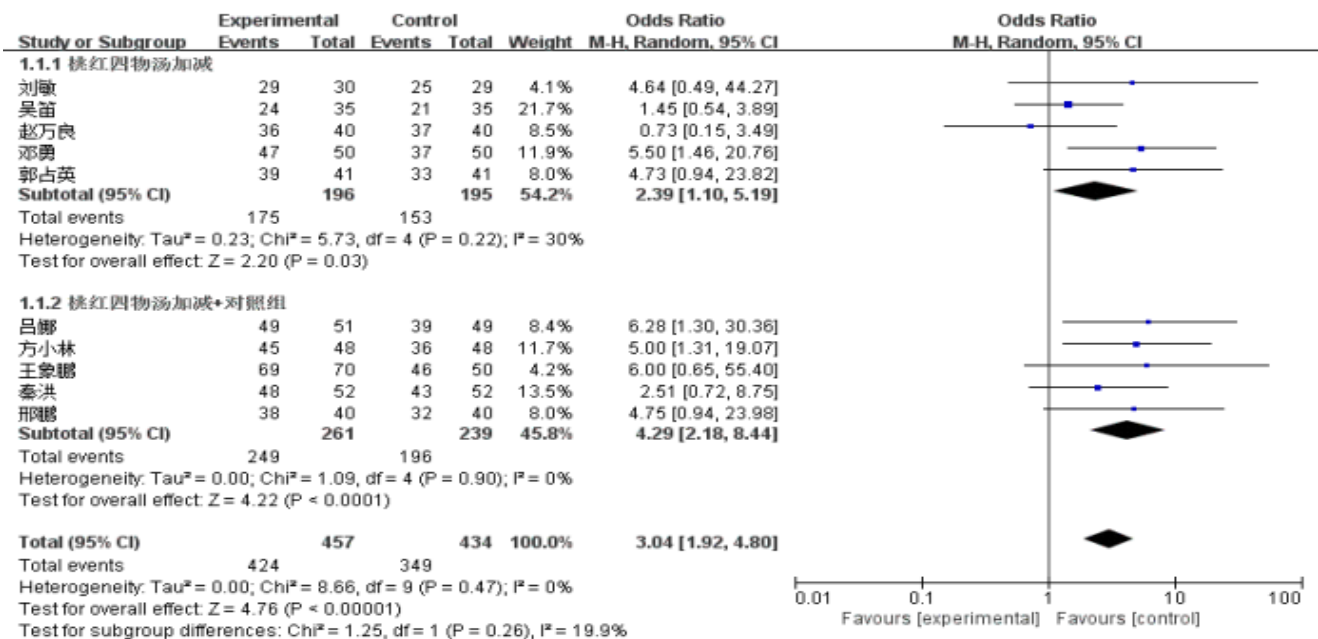 Experimental Control Odds Ratio Odds Ratio
Study or Subgroup Events Total Events Total Weight M-H, Random, 95% CI M-H, Random, 95% CI
1.1.1 桃红四物汤加减
刘敏 29 30 25 29 4.1% 4.64 [0.49, 44.27]
吴笛 24 35 21 35 21.7% 1.45 [0.54, 3.89]
赵万良 36 40 37 40 8.5% 0.73 [0.15, 3.49]
邓勇 47 50 37 50 11.9% 5.50 [1.46, 20.76]
郭占英 39 41 33 41 8.0% 4.73 [0.94, 23.82]
Subtotal (95% CI) 196 195 54.2% 2.39 [1.10, 5.19]
Total events 175 153
Heterogeneity: Tau² = 0.23; Chi² = 5.73, df = 4 (P = 0.22); I² = 30%
Test for overall effect: Z = 2.20 (P = 0.03)
1.1.2 桃红四物汤加减+对照组
吕娜 49 51 39 49 8.4% 6.28 [1.30, 30.36]
方小林 45 48 36 48 11.7% 5.00 [1.31, 19.07]
王象鹏 69 70 46 50 4.2% 6.00 [0.65, 55.40]
秦洪 48 52 43 52 13.5% 2.51 [0.72, 8.75]
邢鹏 38 40 32 40 8.0% 4.75 [0.94, 23.98]
Subtotal (95% CI) 261 239 45.8% 4.29 [2.18, 8.44]
Total events 249 196
Heterogeneity: Tau² = 0.00; Chi² = 1.09, df = 4 (P = 0.90); I² = 0%
Test for overall effect: Z = 4.22 (P < 0.0001)
Total (95% CI) 457 434 100.0% 3.04 [1.92, 4.80]
Total events 424 349
Heterogeneity: Tau² = 0.00; Chi² = 8.66, df = 9 (P = 0.47); I² = 0%
Test for overall effect: Z = 4.76 (P < 0.00001)
Test for subgroup differences: Chi² = 1.25, df = 1 (P = 0.26), I² = 19.9%
0.01 0.1 1 10 100
Favours [experimental] Favours [control]